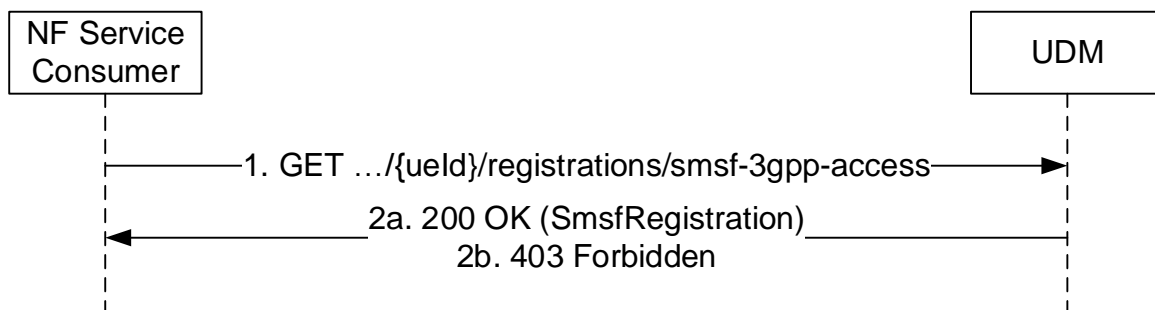 NF Service
Consumer
UDM
1. GET …/{ueId}/registrations/smsf-3gpp-access
2a. 200 OK (SmsfRegistration)
2b. 403 Forbidden